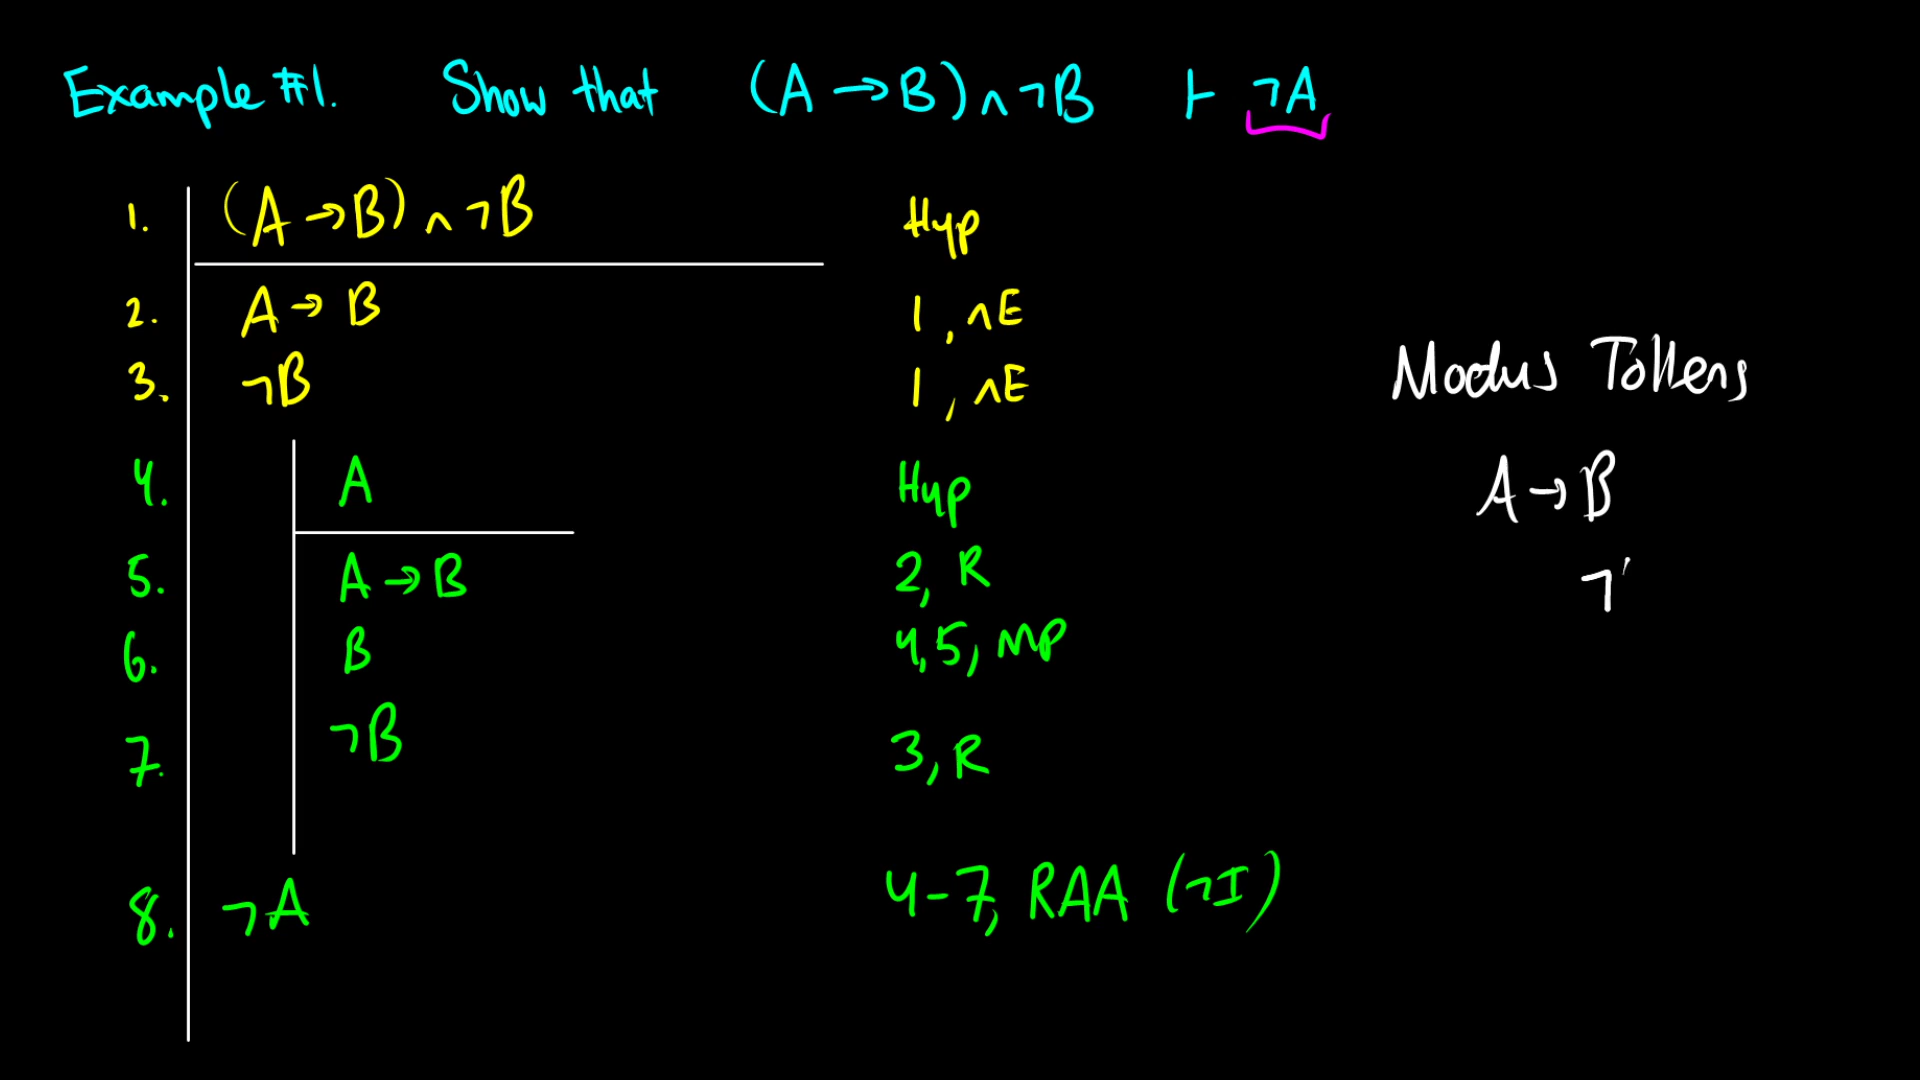 Example #1. Show that (A → B) ∧ ¬B ⊢ ¬A
1. (A → B) ∧ ¬B Hyp
2. A → B 1, ∧E
3. ¬B 1, ∧E
4. A Hyp
5. A → B 2, R
6. B 4,5, MP
7. ¬B 3, R
8. ¬A 4-7, RAA (¬I)
Modus Tollens
A → B
¬